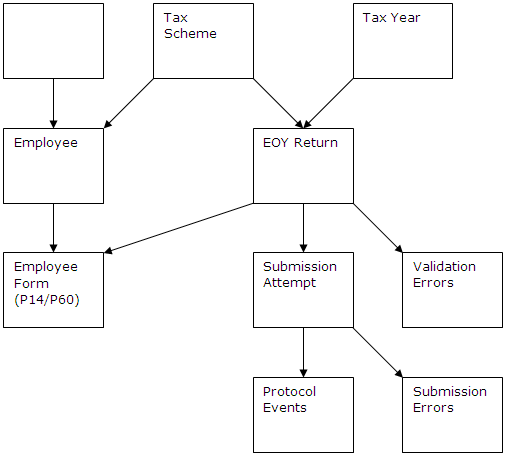 Tax
Scheme
Tax Year
Employee
EOY Return
Employee
Form
(P14/P60)
Submission
Attempt
Validation
Errors
Protocol
Events
Submission
Errors